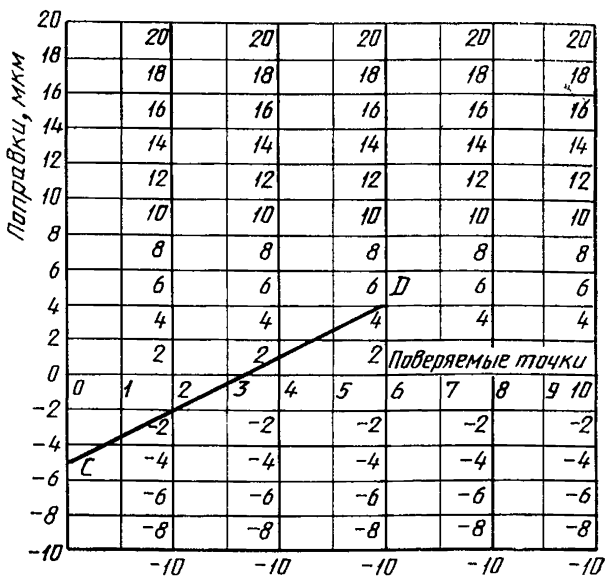 20 20 20 20 20 20
18 18 18 18 18 18
16 16 16 16 16 16
14 14 14 14 14 14
12 12 12 12 12 12
10 10 10 10 10 10
8 8 8 8 8 8
6 6 6 6 D 6 6
4 4 4 4 4 4
2 2 2 2 Поверяемые точки
0 0 1 2 3 4 5 6 7 8 9 10
-2 -2 -2 -2 -2 -2
-4 C -4 -4 -4 -4 -4
-6 -6 -6 -6 -6 -6
-8 -8 -8 -8 -8 -8
-10 -10 -10 -10 -10 -10
Поправки, мкм